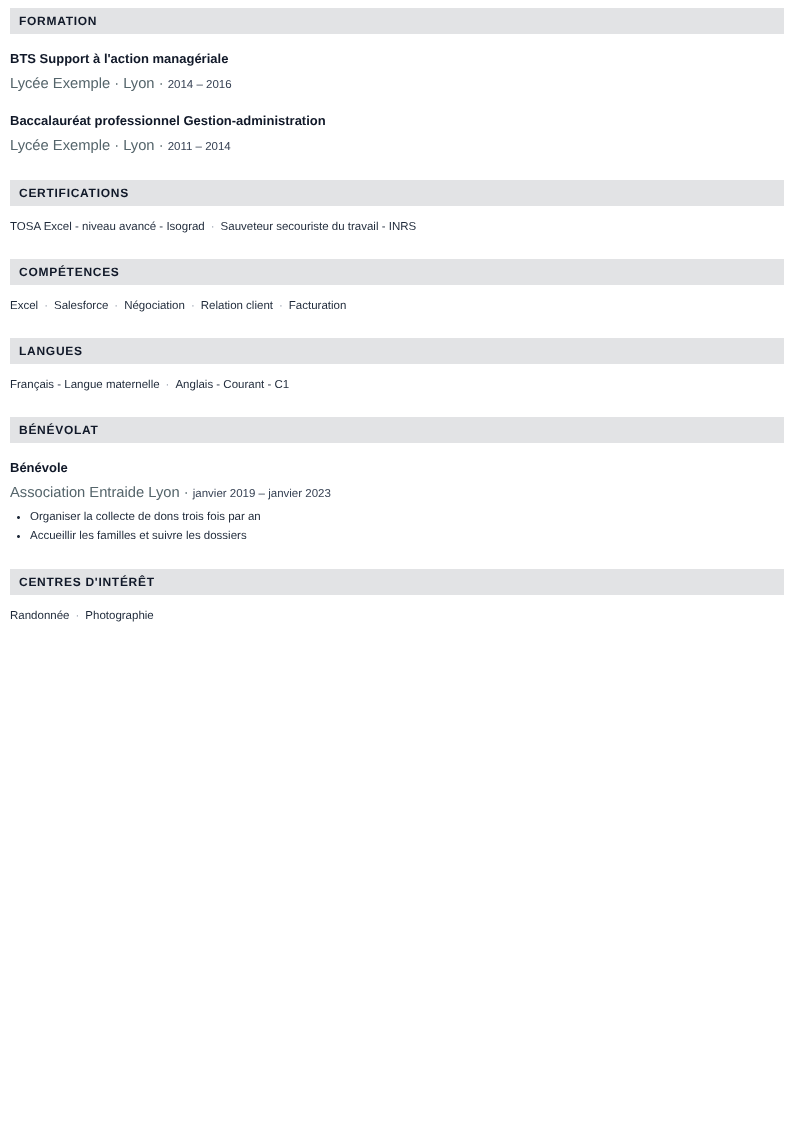 FORMATION
BTS Support à l'action managériale
Lycée Exemple · Lyon · 2014 – 2016
Baccalauréat professionnel Gestion-administration
Lycée Exemple · Lyon · 2011 – 2014
CERTIFICATIONS
TOSA Excel - niveau avancé - Isograd · Sauveteur secouriste du travail - INRS
COMPÉTENCES
Excel · Salesforce · Négociation · Relation client · Facturation
LANGUES
Français - Langue maternelle · Anglais - Courant - C1
BÉNÉVOLAT
Bénévole
Association Entraide Lyon · janvier 2019 – janvier 2023
• Organiser la collecte de dons trois fois par an
• Accueillir les familles et suivre les dossiers
CENTRES D'INTÉRÊT
Randonnée · Photographie